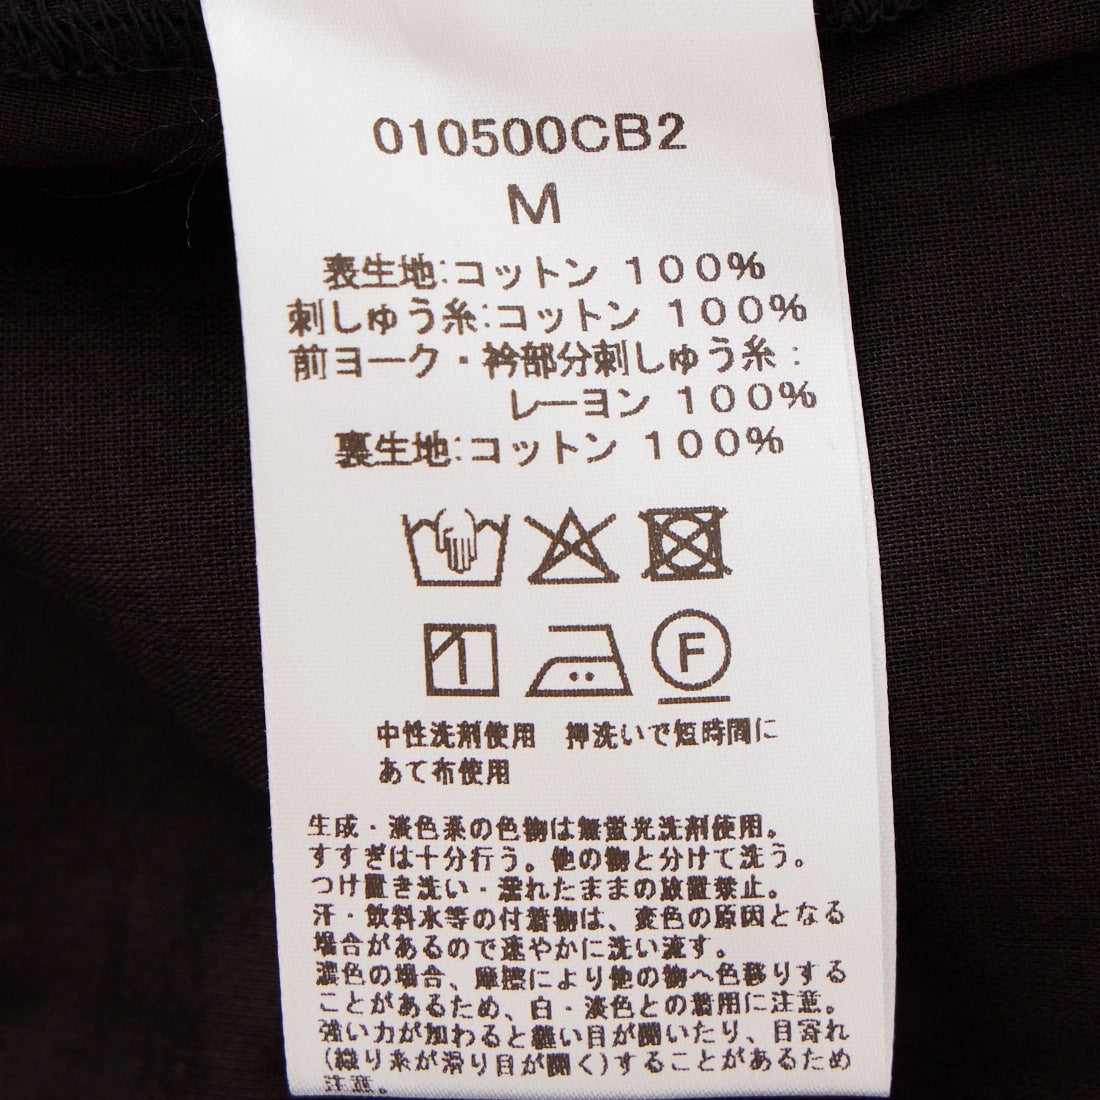 010500CB2
M
表生地:コットン 100%
刺しゅう糸:コットン 100%
前ヨーク・衿部分刺しゅう糸:
レーヨン 100%
裏生地:コットン 100%
F
中性洗剤使用 押洗いで短時間に
あて布使用
生成・淡色系の色物は無蛍光洗剤使用。
すすぎは十分行う。他の物と分けて洗う。
つけ置き洗い・濡れたままの放置禁止。
汗・飲料水等の付着物は、変色の原因となる
場合があるので速やかに洗い流す。
濃色の場合、摩擦により他の物へ色移りする
ことがあるため、白・淡色との着用に注意。
強い力が加わると縫い目が開いたり、目寄れ
(織り糸が滑り目が開く)することがあるため
注意。